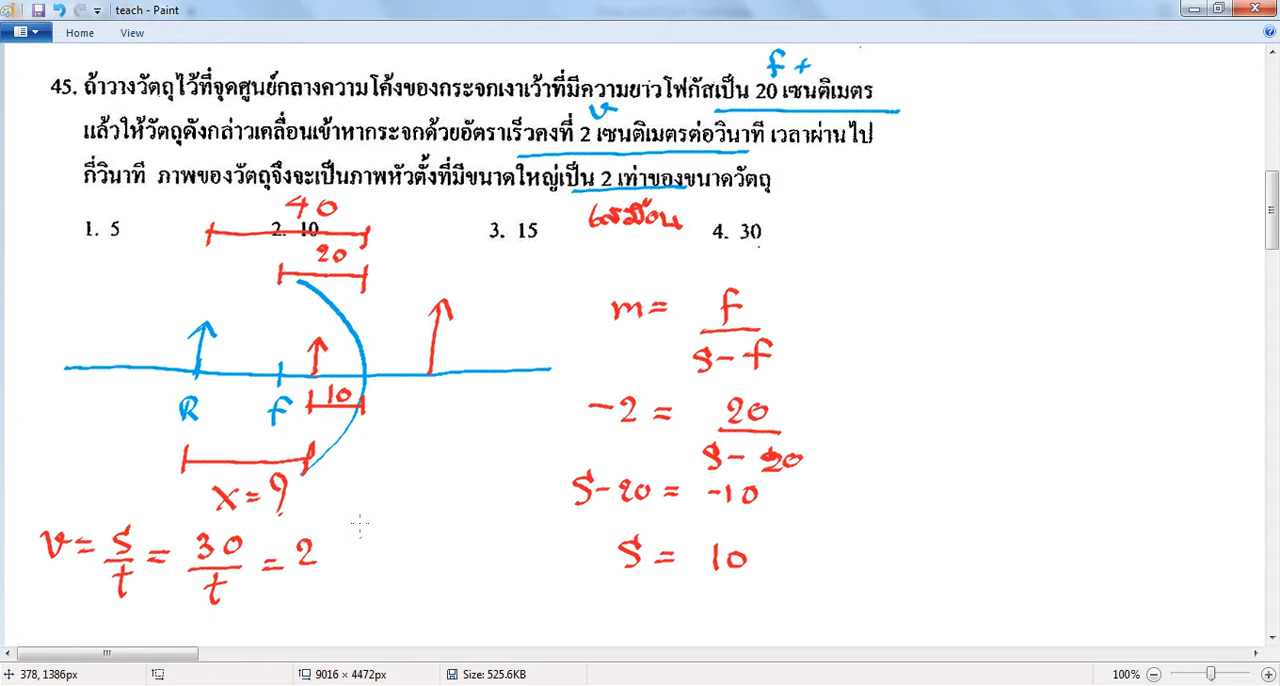 teach - Paint
Home View
f +
45. ถ้าวางวัตถุไว้ที่จุดศูนย์กลางความโค้งของกระจกเงาเว้าที่มีความยาวโฟกัสเป็น 20 เซนติเมตร
v
แล้วให้วัตถุดังกล่าวเคลื่อนเข้าหากระจกด้วยอัตราเร็วคงที่ 2 เซนติเมตรต่อวินาที เวลาผ่านไป
กี่วินาที ภาพของวัตถุจึงจะเป็นภาพหัวตั้งที่มีขนาดใหญ่เป็น 2 เท่าของขนาดวัตถุ
40
เสมือน
1. 5 2. 10 3. 15 4. 30
20
m = f / s - f
10
R f
-2 = 20 / s - 20
x = ?
s - 20 = -10
v = s/t = 30/t = 2
s = 10
378, 1386px 9016 × 4472px Size: 525.6KB 100%